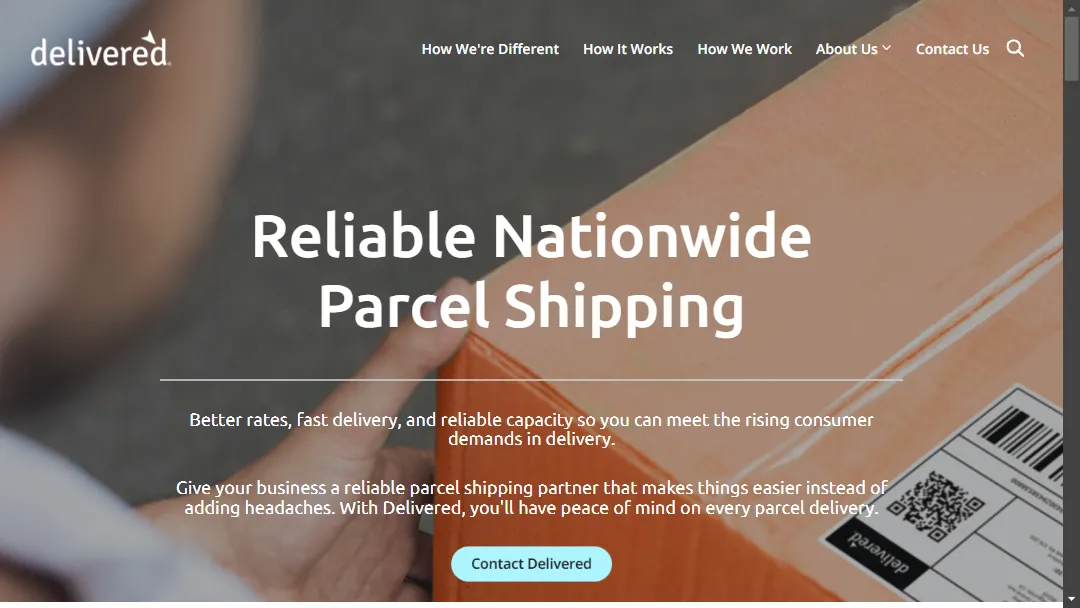 delivered
How We're Different How It Works How We Work About Us Contact Us
Reliable Nationwide
Parcel Shipping
Better rates, fast delivery, and reliable capacity so you can meet the rising consumer
demands in delivery.
Give your business a reliable parcel shipping partner that makes things easier instead of
adding headaches. With Delivered, you'll have peace of mind on every parcel delivery.
Contact Delivered
delivered